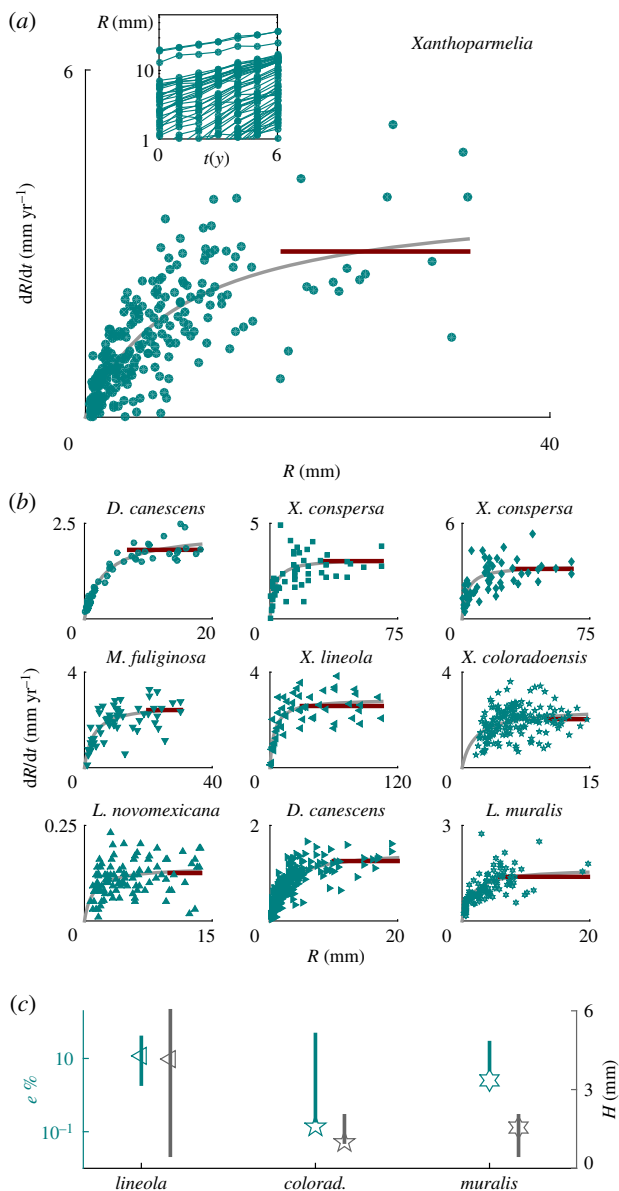 (a)
R (mm)
Xanthoparmelia
6
10
1
0 6
t(y)
dR/dt (mm yr−1)
0 40
R (mm)
(b)
D. canescens X. conspersa X. conspersa
2.5 5 6
0 20 0 75 0 75
M. fuliginosa X. lineola X. coloradoensis
4 4 4
dR/dt (mm yr−1)
0 40 0 120 0 15
L. novomexicana D. canescens L. muralis
0.25 2 3
0 15 0 20 0 20
R (mm)
(c)
6
10
e %
3
H (mm)
10−1
0
lineola colorad. muralis